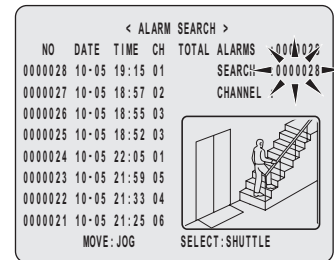 < ALARM SEARCH >
NO DATE TIME CH TOTAL ALARMS :0000028
0000028 10-05 19:15 01 SEARCH :0000028
0000027 10-05 18:57 02 CHANNEL :
0000026 10-05 18:55 03
0000025 10-05 18:52 03
0000024 10-05 22:05 01
0000023 10-05 21:59 05
0000022 10-05 21:33 04
0000021 10-05 21:25 06
MOVE:JOG SELECT:SHUTTLE